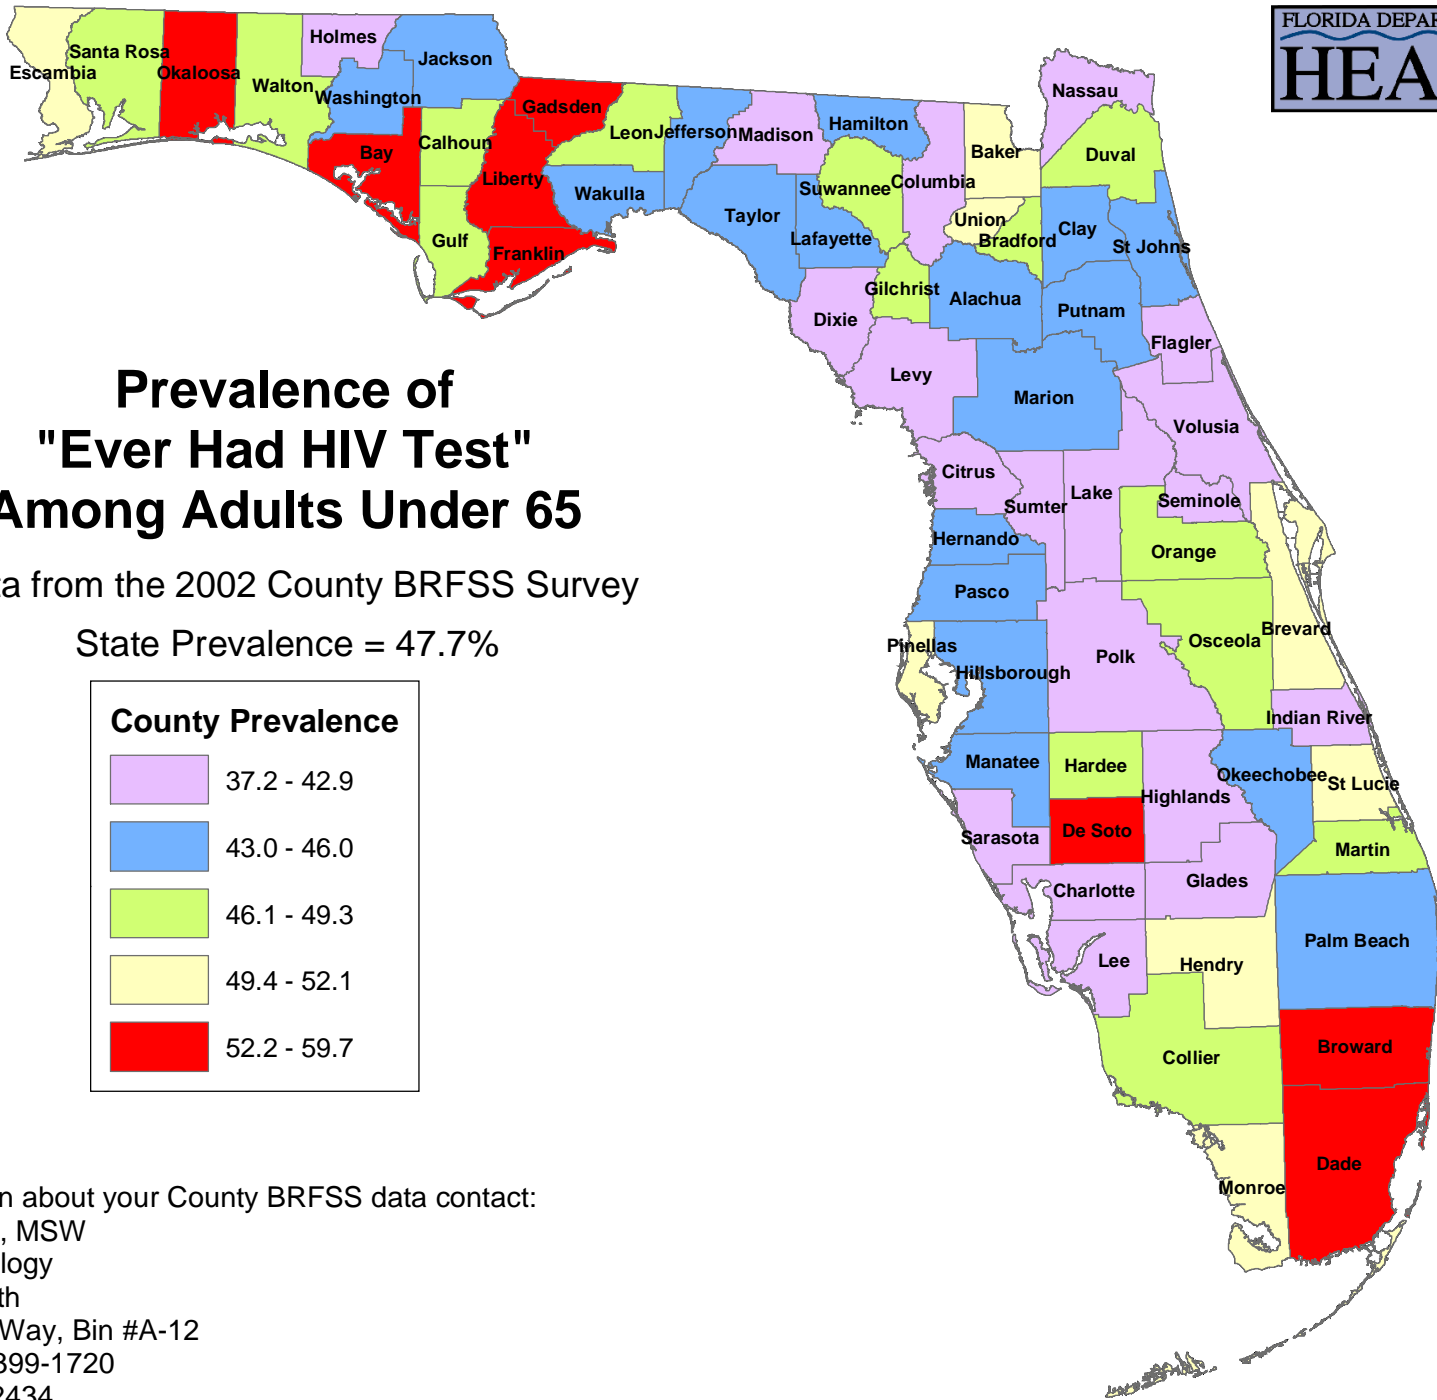 FLORIDA DEPAR
HEA
Holmes
Santa Rosa
Jackson
Escambia
Okaloosa
Walton
Washington
Nassau
Gadsden
Leon
Jefferson
Madison
Hamilton
Calhoun
Bay
Baker
Duval
Liberty
Wakulla
Suwannee
Columbia
Taylor
Union
Lafayette
Bradford
Clay
St Johns
Gulf
Franklin
Gilchrist
Alachua
Putnam
Dixie
Flagler
Levy
Marion
Volusia
Prevalence of
"Ever Had HIV Test"
Among Adults Under 65
ta from the 2002 County BRFSS Survey
State Prevalence = 47.7%
Citrus
Sumter
Lake
Seminole
Hernando
Orange
Pasco
Pinellas
Hillsborough
Polk
Osceola
Brevard
Indian River
Manatee
Hardee
Highlands
Okeechobee
St Lucie
Sarasota
De Soto
Martin
Charlotte
Glades
Lee
Hendry
Palm Beach
Collier
Broward
Monroe
Dade
County Prevalence
37.2 - 42.9
43.0 - 46.0
46.1 - 49.3
49.4 - 52.1
52.2 - 59.7
n about your County BRFSS data contact:
, MSW
logy
th
Way, Bin #A-12
399-1720
2434